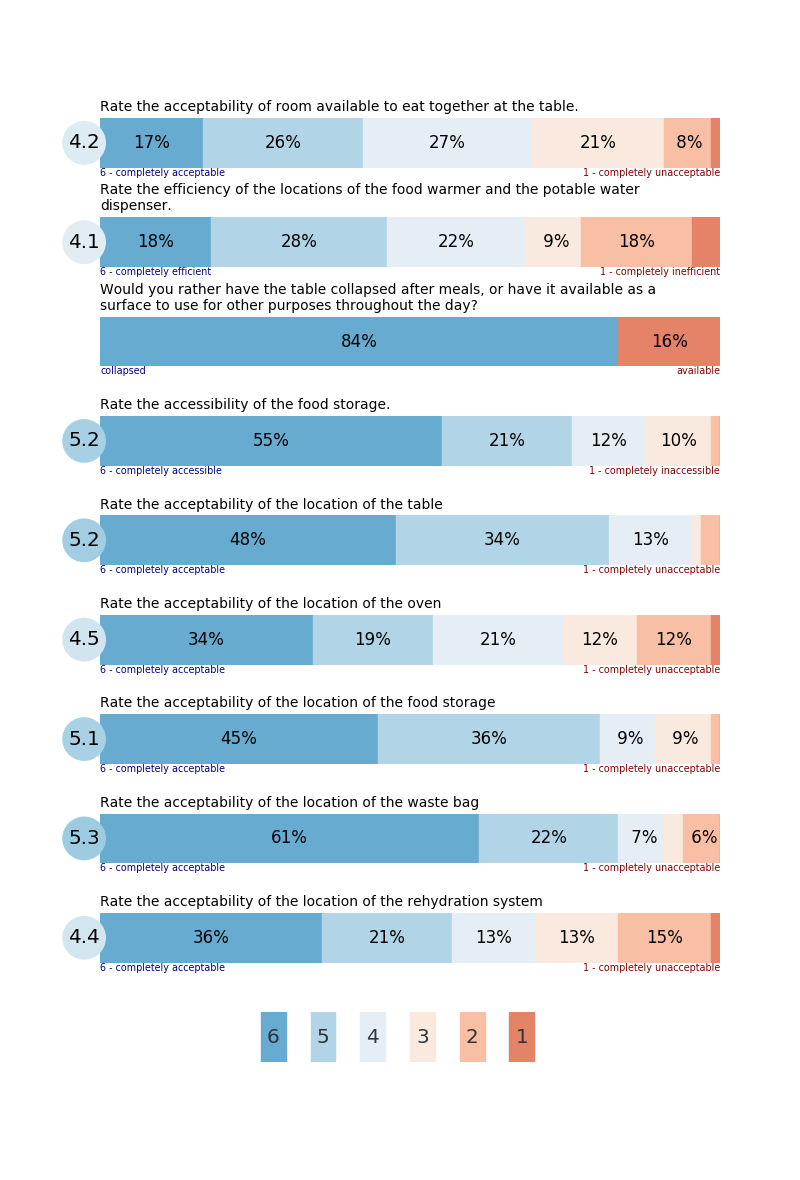 Rate the acceptability of room available to eat together at the table.
4.2 17% 26% 27% 21% 8%
6 - completely acceptable 1 - completely unacceptable
Rate the efficiency of the locations of the food warmer and the potable water
dispenser.
4.1 18% 28% 22% 9% 18%
6 - completely efficient 1 - completely inefficient
Would you rather have the table collapsed after meals, or have it available as a
surface to use for other purposes throughout the day?
84% 16%
collapsed available
Rate the accessibility of the food storage.
5.2 55% 21% 12% 10%
6 - completely accessible 1 - completely inaccessible
Rate the acceptability of the location of the table
5.2 48% 34% 13%
6 - completely acceptable 1 - completely unacceptable
Rate the acceptability of the location of the oven
4.5 34% 19% 21% 12% 12%
6 - completely acceptable 1 - completely unacceptable
Rate the acceptability of the location of the food storage
5.1 45% 36% 9% 9%
6 - completely acceptable 1 - completely unacceptable
Rate the acceptability of the location of the waste bag
5.3 61% 22% 7% 6%
6 - completely acceptable 1 - completely unacceptable
Rate the acceptability of the location of the rehydration system
4.4 36% 21% 13% 13% 15%
6 - completely acceptable 1 - completely unacceptable
6 5 4 3 2 1